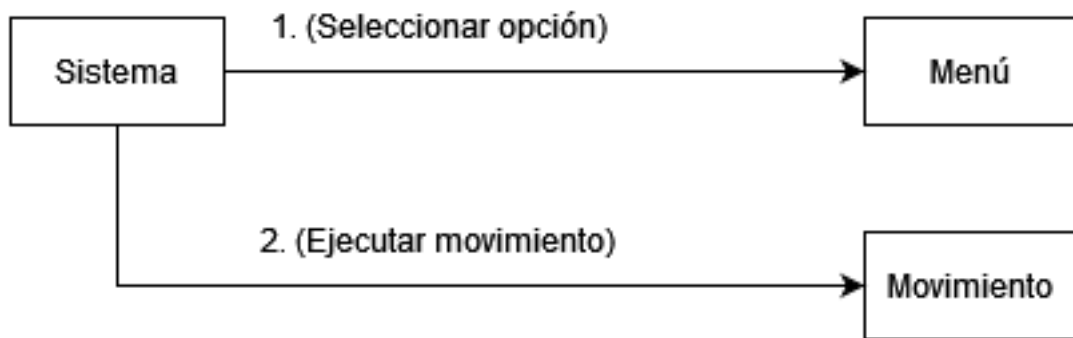 1. (Seleccionar opción)
Sistema
Menú
2. (Ejecutar movimiento)
Movimiento